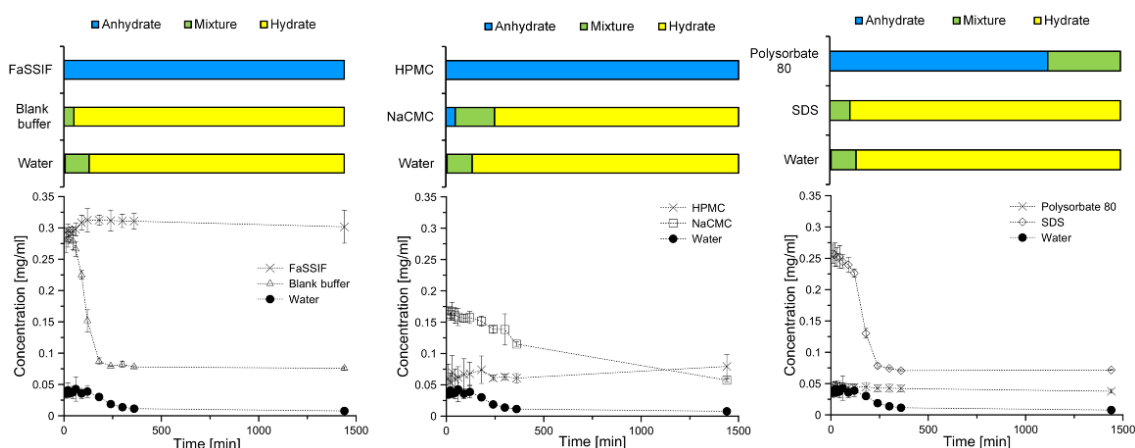 Anhydrate Mixture Hydrate
FaSSIF
Blank
buffer
Water
0.35
0.3
0.25
0.2
0.15
0.1
0.05
0
Concentration [mg/ml]
FaSSIF
Blank buffer
Water
0 500 1000 1500
Time [min]
Anhydrate Mixture Hydrate
HPMC
NaCMC
Water
0.35
0.3
0.25
0.2
0.15
0.1
0.05
0
Concentration [mg/ml]
HPMC
NaCMC
Water
0 500 1000 1500
Time [min]
Anhydrate Mixture Hydrate
Polysorbate
80
SDS
Water
0.35
0.3
0.25
0.2
0.15
0.1
0.05
0
Concentration [mg/ml]
Polysorbate 80
SDS
Water
0 500 1000 1500
Time [min]